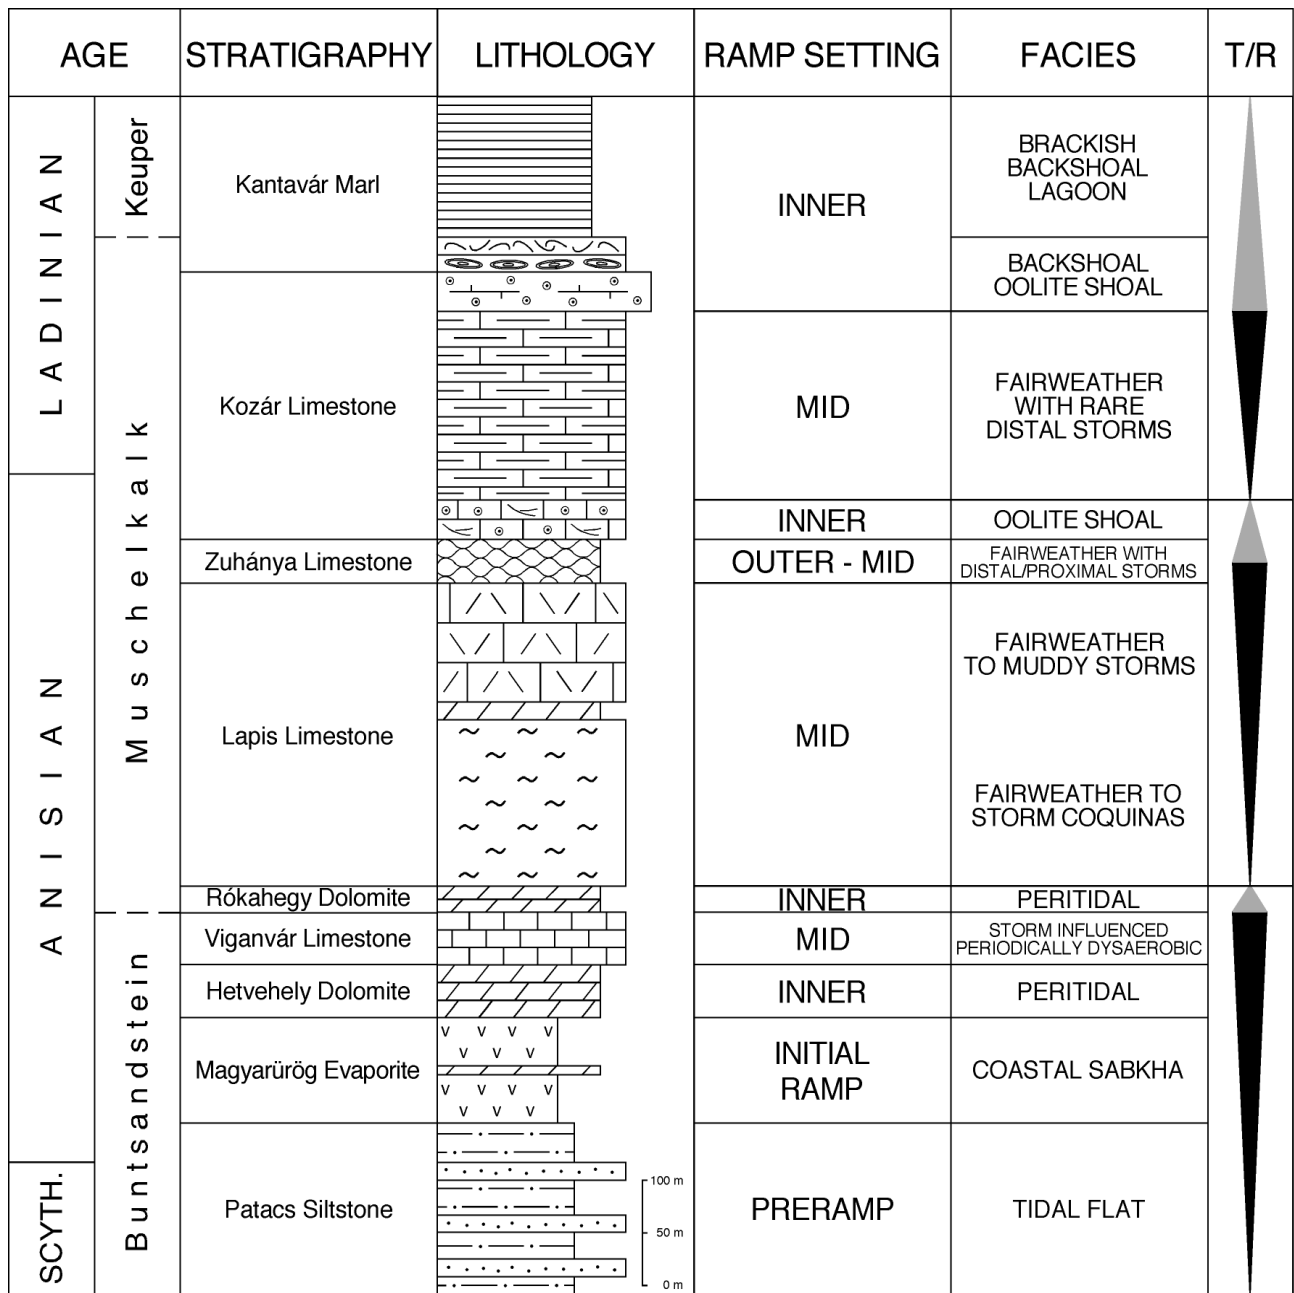 AGE
STRATIGRAPHY
LITHOLOGY
RAMP SETTING
FACIES
T/R
LADINIAN
ANISIAN
SCYTH.
Keuper
Muschelkalk
Buntsandstein
Kantavár Marl
Kozár Limestone
Zuhánya Limestone
Lapis Limestone
Rókahegy Dolomite
Viganvár Limestone
Hetvehely Dolomite
Magyarürög Evaporite
Patacs Siltstone
100 m
50 m
0 m
INNER
MID
INNER
OUTER - MID
MID
INNER
MID
INNER
INITIAL
RAMP
PRERAMP
BRACKISH
BACKSHOAL
LAGOON
BACKSHOAL
OOLITE SHOAL
FAIRWEATHER
WITH RARE
DISTAL STORMS
OOLITE SHOAL
FAIRWEATHER WITH
DISTAL/PROXIMAL STORMS
FAIRWEATHER
TO MUDDY STORMS
FAIRWEATHER TO
STORM COQUINAS
PERITIDAL
STORM INFLUENCED
PERIODICALLY DYSAEROBIC
PERITIDAL
COASTAL SABKHA
TIDAL FLAT